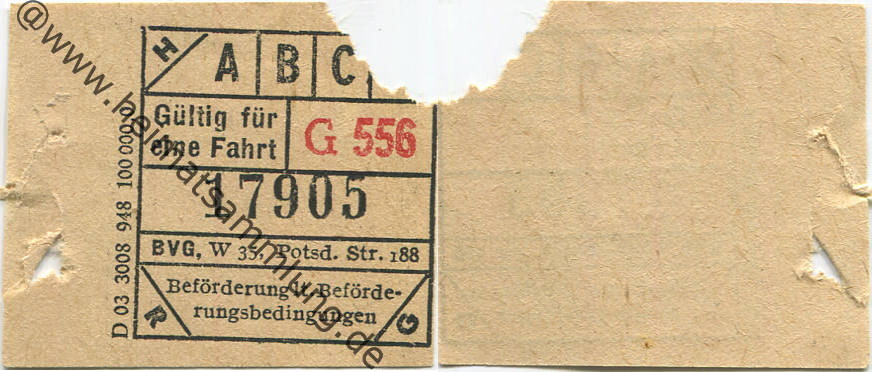 H A B C
Gültig für
eine Fahrt
G 556
17905
BVG, W 35, Potsd. Str. 188
Beförderung lt. Beförde-
rungsbedingungen
R G
D 03 3008 948 100 000.0
@www.heimatsammlung.de